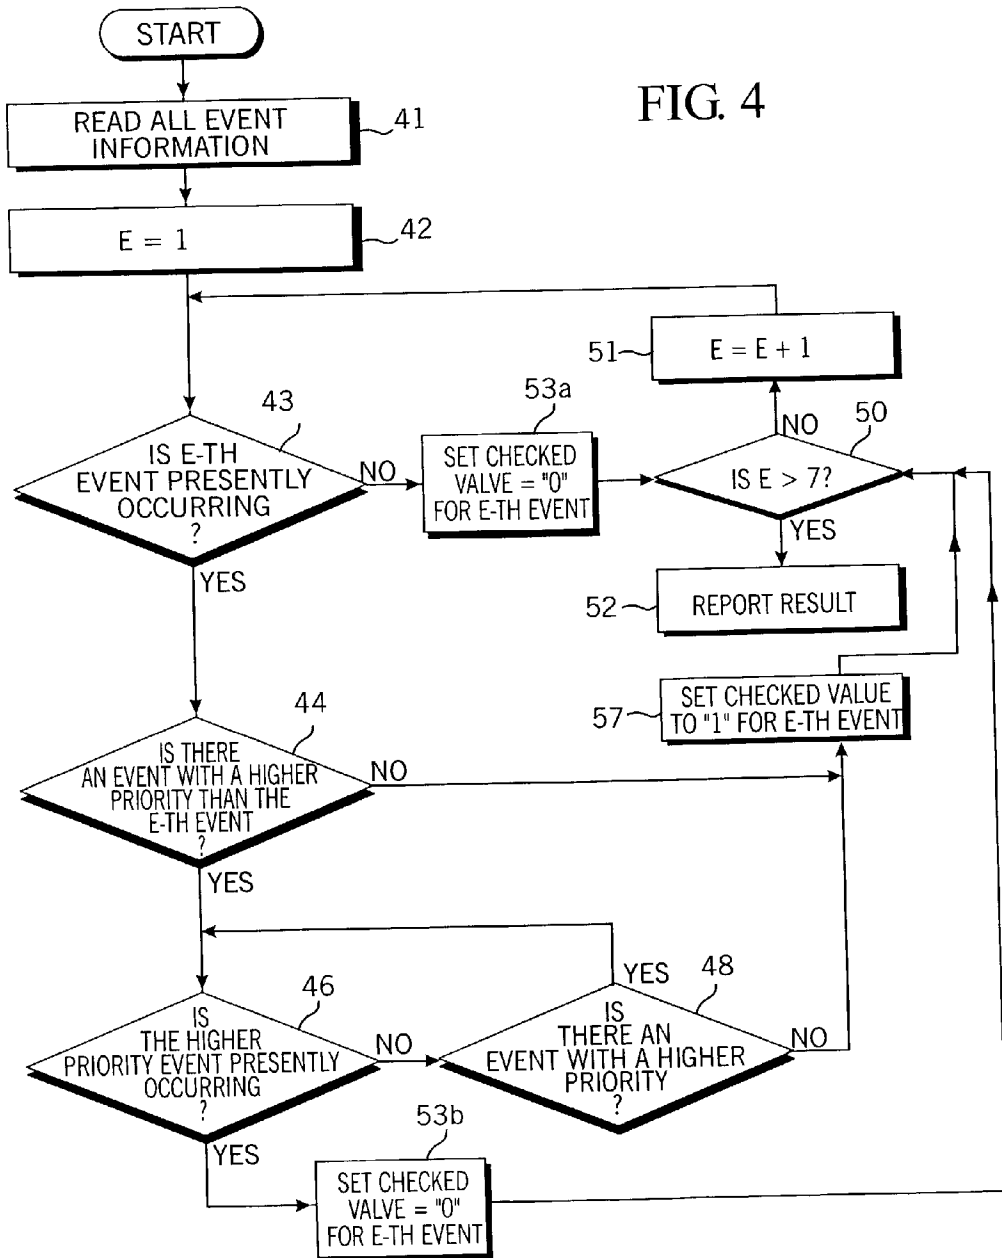 START
FIG. 4
READ ALL EVENT
INFORMATION
41
E = 1
42
51
E = E + 1
43
53a
50
NO
IS E-TH
EVENT PRESENTLY
OCCURRING
?
NO
SET CHECKED
VALVE = "0"
FOR E-TH EVENT
IS E > 7?
YES
YES
52
REPORT RESULT
44
57
SET CHECKED VALUE
TO "1" FOR E-TH EVENT
IS THERE
AN EVENT WITH A HIGHER
PRIORITY THAN THE
E-TH EVENT
?
NO
YES
46
YES
48
IS
THE HIGHER
PRIORITY EVENT PRESENTLY
OCCURRING
?
NO
IS
THERE AN
EVENT WITH A HIGHER
PRIORITY
?
NO
YES
53b
SET CHECKED
VALVE = "0"
FOR E-TH EVENT